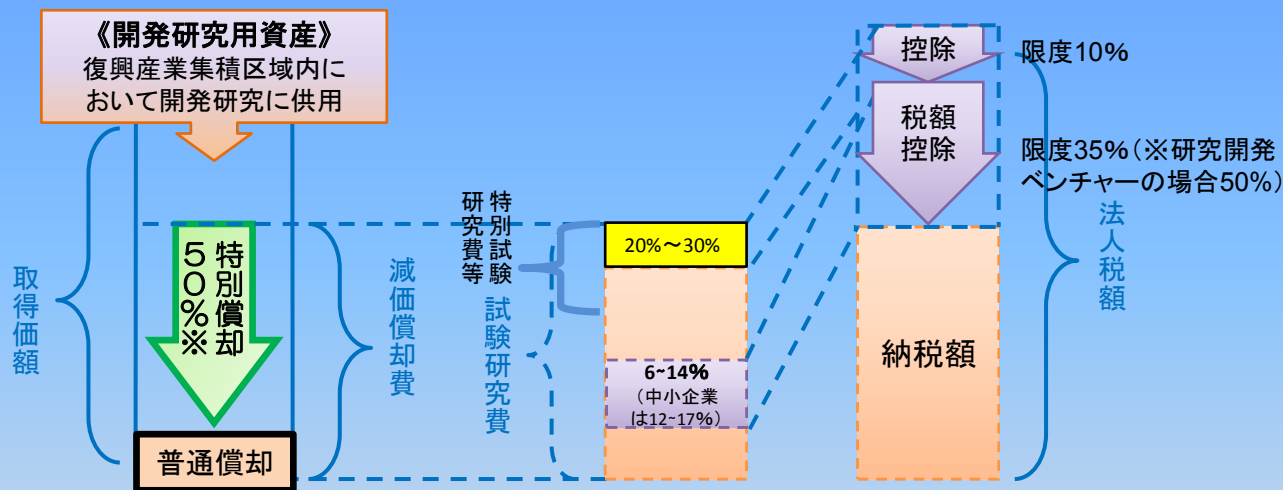 《開発研究用資産》
復興産業集積区域内に
おいて開発研究に供用
取得価額
特別償却
50%※
普通償却
減価償却費
特別試験
研究費等
試験研究費
20%~30%
6~14%
(中小企業
は12~17%)
控除
税額
控除
納税額
限度10%
限度35%(※研究開発
ベンチャーの場合50%)
法人税額